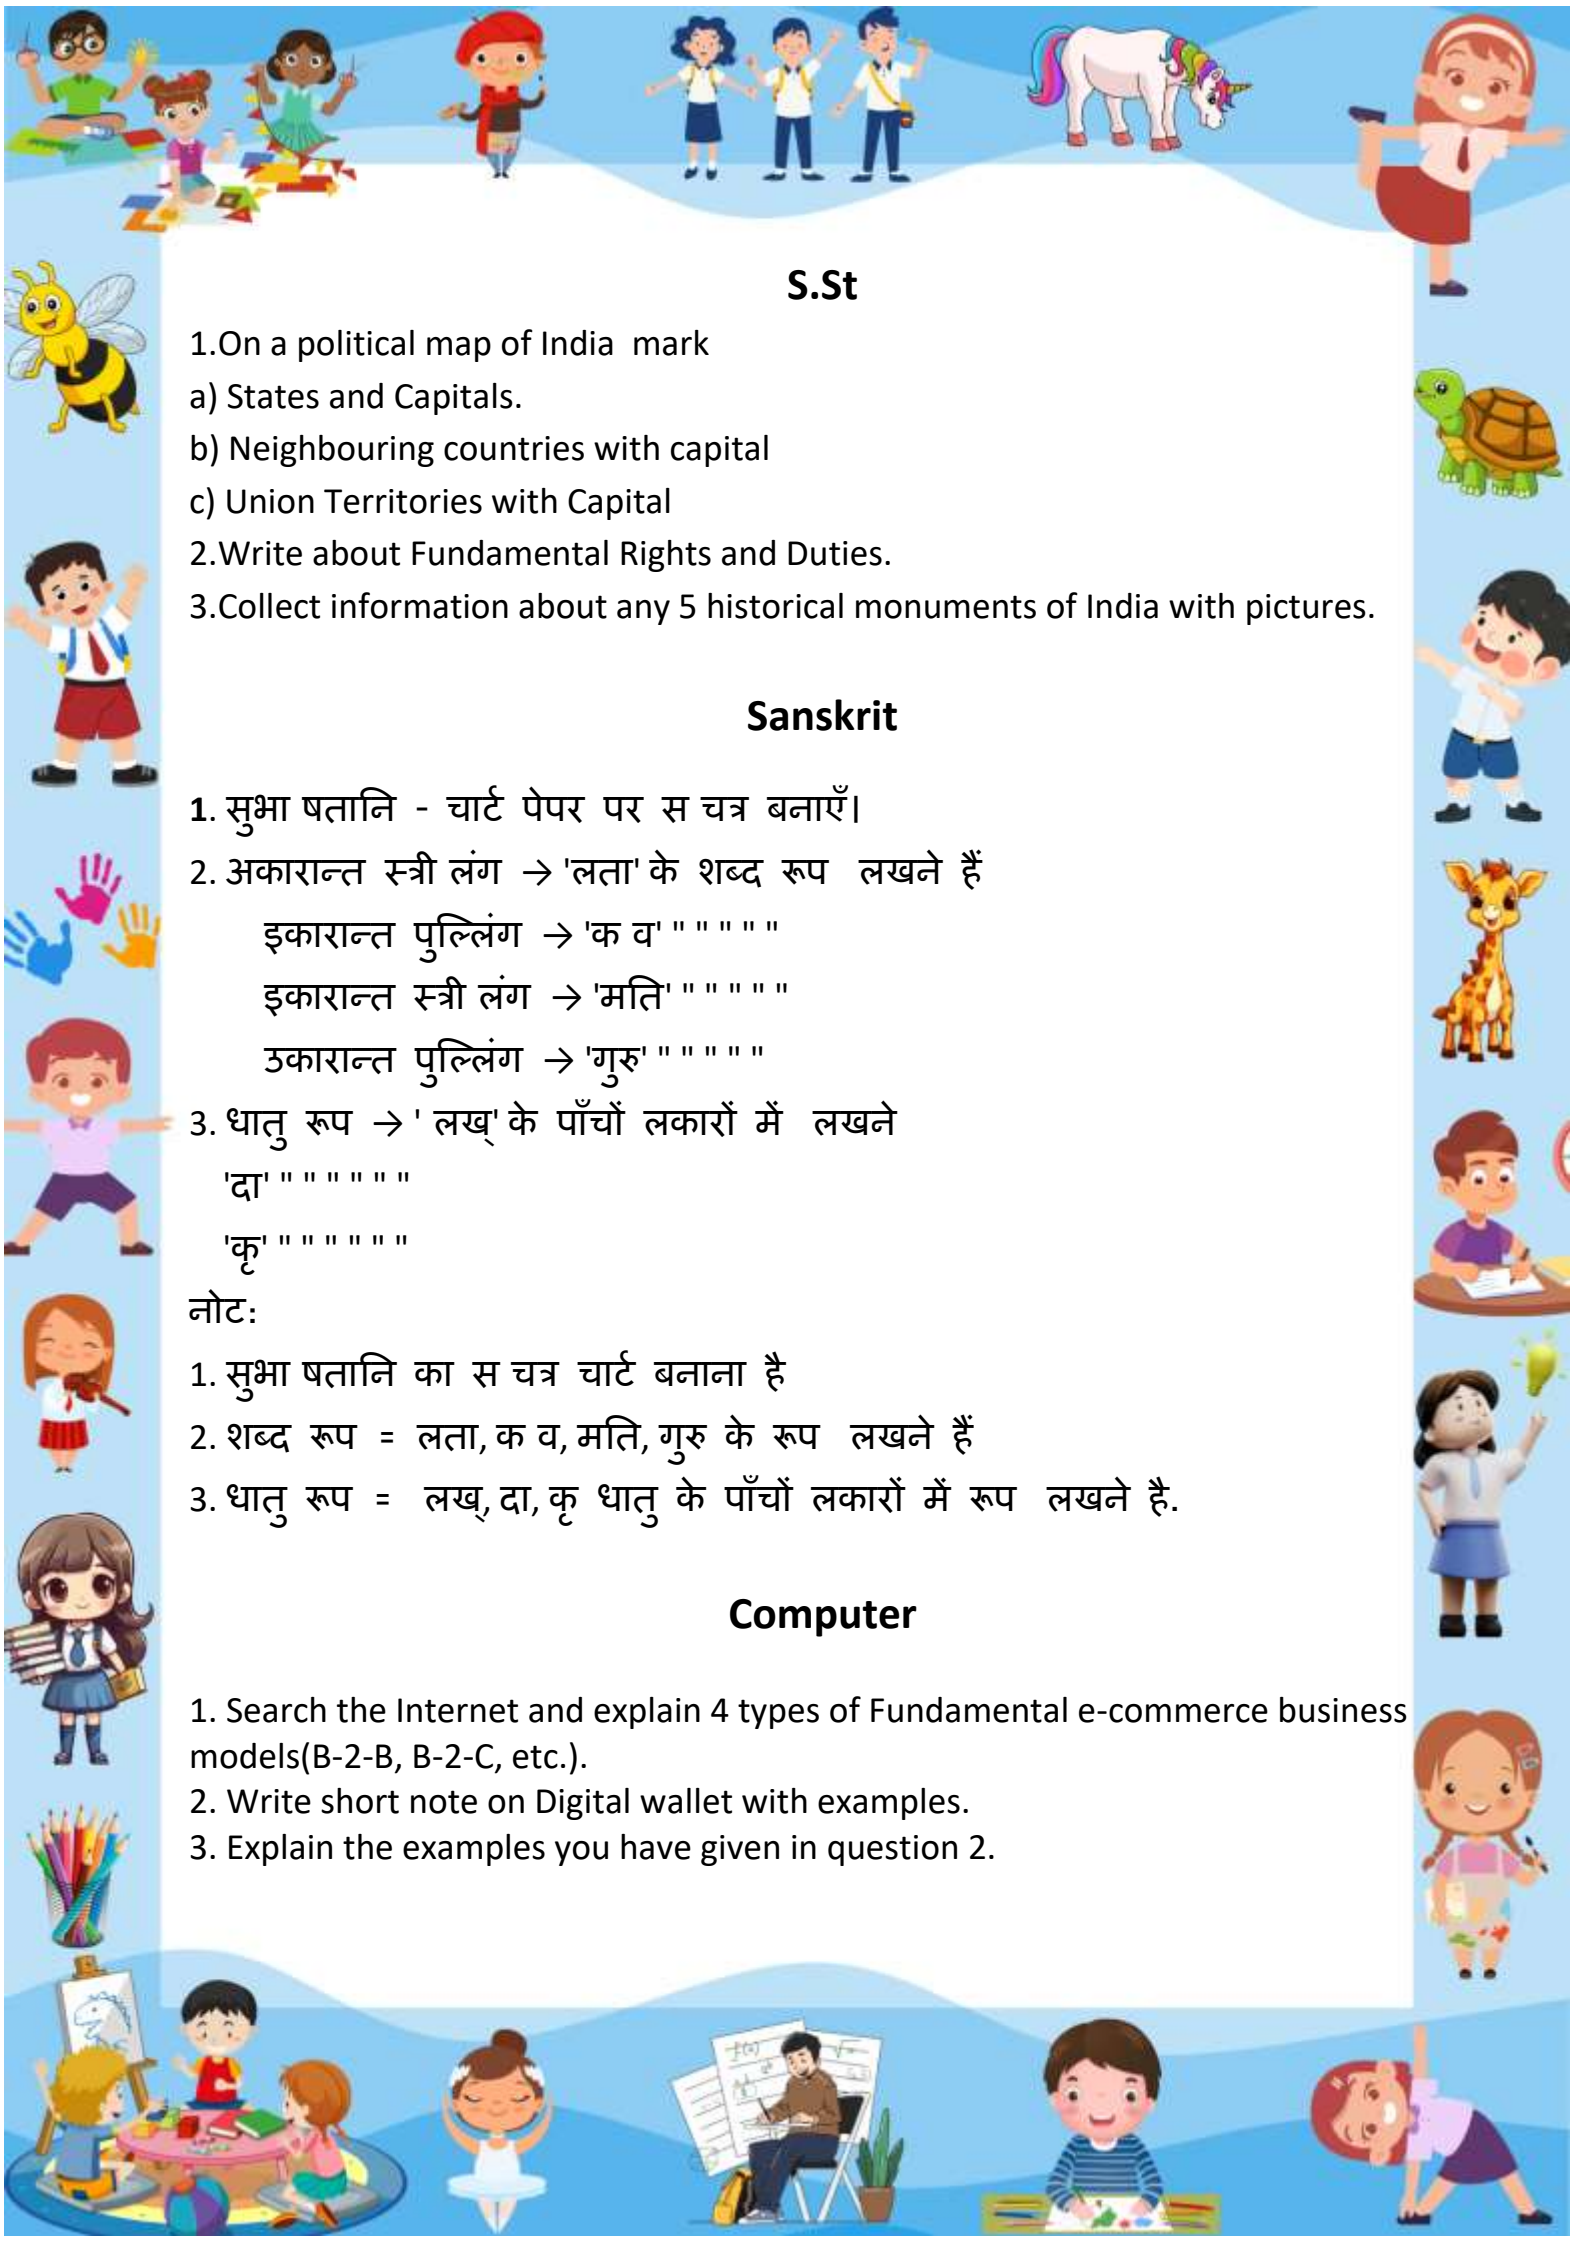 S.St
1.On a political map of India  mark
a) States and Capitals.
b) Neighbouring countries with capital
c) Union Territories with Capital
2.Write about Fundamental Rights and Duties.
3.Collect information about any 5 historical monuments of India with pictures.
Sanskrit
1. सुभा षतानि - चार्ट पेपर पर स चत्र बनाएँ।
2. अकारान्त स्त्री लंग → 'लता' के शब्द रूप  लखने हैं
इकारान्त पुल्लिंग → 'क व' " " " " "
इकारान्त स्त्री लंग → 'मति' " " " " "
उकारान्त पुल्लिंग → 'गुरु' " " " " "
3. धातु रूप → ' लख्' के पाँचों लकारों में  लखने
'दा' " " " " " "
'कृ' " " " " " "
नोट:
1. सुभा षतानि का स चत्र चार्ट बनाना है
2. शब्द रूप = लता, क व, मति, गुरु के रूप  लखने हैं
3. धातु रूप =  लख्, दा, कृ धातु के पाँचों लकारों में रूप  लखने है.
Computer
1. Search the Internet and explain 4 types of Fundamental e-commerce business
models(B-2-B, B-2-C, etc.).
2. Write short note on Digital wallet with examples.
3. Explain the examples you have given in question 2.